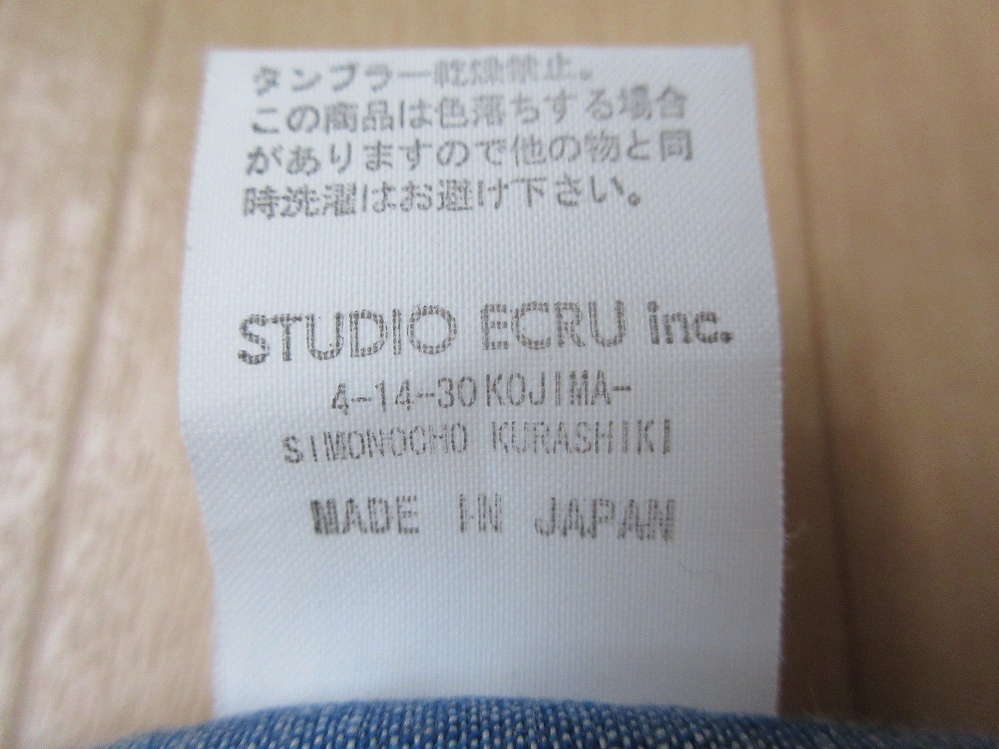 タンブラー乾燥禁止。
この商品は色落ちする場合
がありますので他の物と同
時洗濯はお避け下さい。
STUDIO ECRU inc.
4-14-30 KOJIMA-
SIMONOCHO KURASHIKI
MADE IN JAPAN